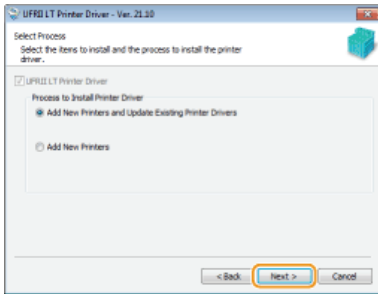 UFRII LT Printer Driver - Ver. 21.10
Select Process
Select the items to install and the process to install the printer
driver.
UFRII LT Printer Driver
Process to Install Printer Driver
Add New Printers and Update Existing Printer Drivers
Add New Printers
< Back
Next >
Cancel